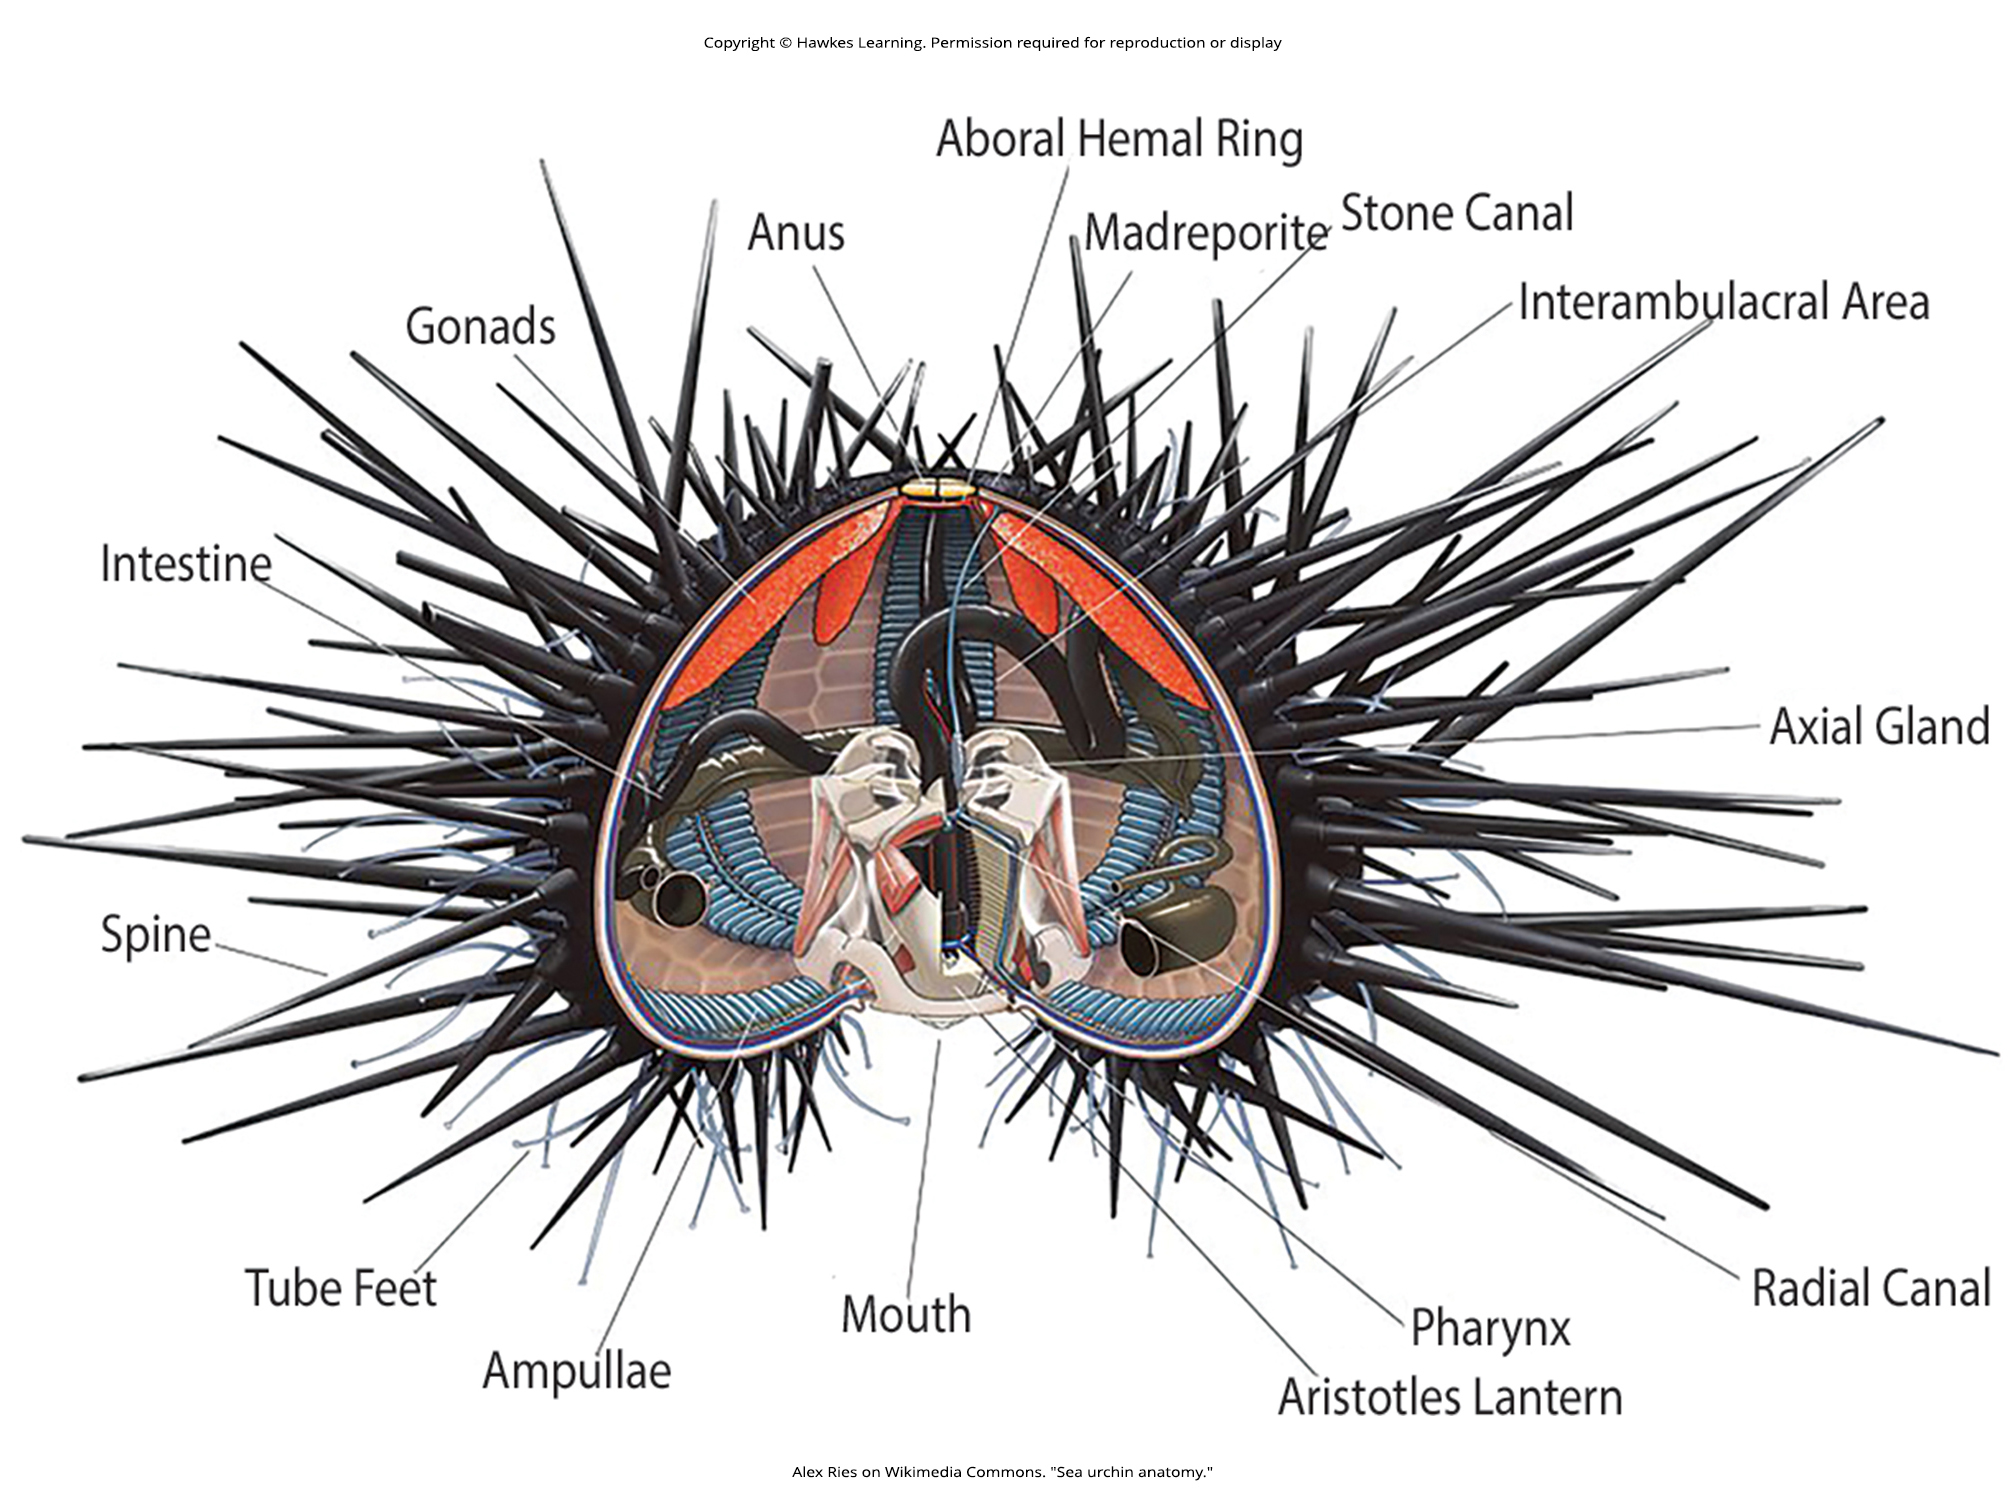 Copyright © Hawkes Learning. Permission required for reproduction or display
Aboral Hemal Ring
Stone Canal
Anus
Madreporite
Interambulacral Area
Gonads
Intestine
Axial Gland
Spine
Tube Feet
Radial Canal
Mouth
Pharynx
Ampullae
Aristotles Lantern
Alex Ries on Wikimedia Commons. "Sea urchin anatomy."